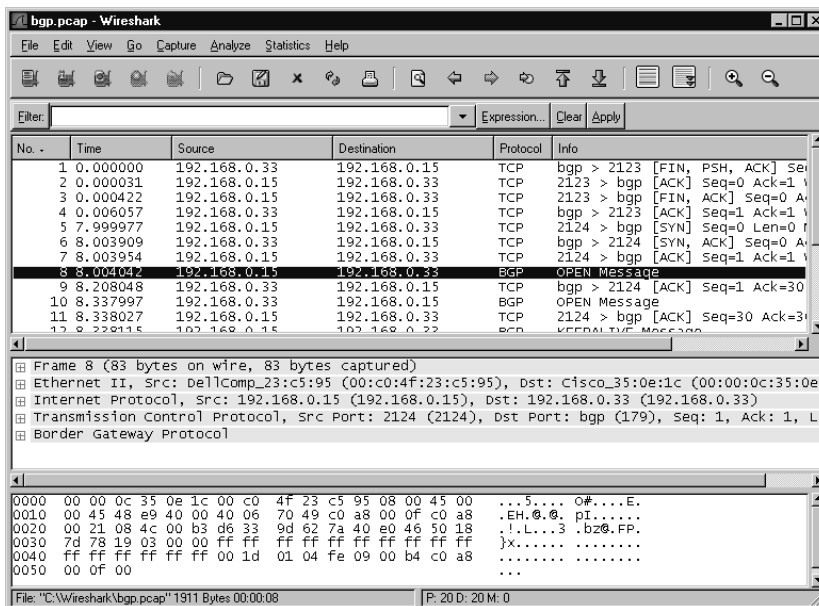 bgp.pcap - Wireshark
File Edit View Go Capture Analyze Statistics Help
Filter: Expression... Clear Apply
No. - Time Source Destination Protocol Info
1 0.000000 192.168.0.33 192.168.0.15 TCP bgp > 2123 [FIN, PSH, ACK] Se
2 0.000031 192.168.0.15 192.168.0.33 TCP 2123 > bgp [ACK] Seq=0 Ack=1
3 0.000422 192.168.0.15 192.168.0.33 TCP 2123 > bgp [FIN, ACK] Seq=0 A
4 0.006057 192.168.0.33 192.168.0.15 TCP bgp > 2123 [ACK] Seq=1 Ack=1
5 7.999977 192.168.0.15 192.168.0.33 TCP 2124 > bgp [SYN] Seq=0 Len=0
6 8.003909 192.168.0.33 192.168.0.15 TCP bgp > 2124 [SYN, ACK] Seq=0 A
7 8.003954 192.168.0.15 192.168.0.33 TCP 2124 > bgp [ACK] Seq=1 Ack=1
8 8.004042 192.168.0.15 192.168.0.33 BGP OPEN Message
9 8.208048 192.168.0.33 192.168.0.15 TCP bgp > 2124 [ACK] Seq=1 Ack=30
10 8.337997 192.168.0.33 192.168.0.15 BGP OPEN Message
11 8.338027 192.168.0.15 192.168.0.33 TCP 2124 > bgp [ACK] Seq=30 Ack=3
12 8.338115 192.168.0.15 192.168.0.33 BGP KEEPALIVE Message
Frame 8 (83 bytes on wire, 83 bytes captured)
Ethernet II, Src: DellComp_23:c5:95 (00:c0:4f:23:c5:95), Dst: Cisco_35:0e:1c (00:00:0c:35:0e
Internet Protocol, Src: 192.168.0.15 (192.168.0.15), Dst: 192.168.0.33 (192.168.0.33)
Transmission Control Protocol, Src Port: 2124 (2124), Dst Port: bgp (179), Seq: 1, Ack: 1, L
Border Gateway Protocol
0000 00 00 0c 35 0e 1c 00 c0 4f 23 c5 95 08 00 45 00 ...5.... O#....E.
0010 00 45 48 e9 40 00 40 06 70 49 c0 a8 00 0f c0 a8 .EH.@.@. pI......
0020 00 21 08 4c 00 b3 d6 33 9d 62 7a 40 e0 46 50 18 .!.L...3 .bz@.FP.
0030 7d 78 19 03 00 00 ff ff ff ff ff ff ff ff ff ff }x...... ........
0040 ff ff ff ff ff ff 00 1d 01 04 fe 09 00 b4 c0 a8 ........ ........
0050 00 0f 00 ...
File: "C:\Wireshark\bgp.pcap" 1911 Bytes 00:00:08 P: 20 D: 20 M: 0